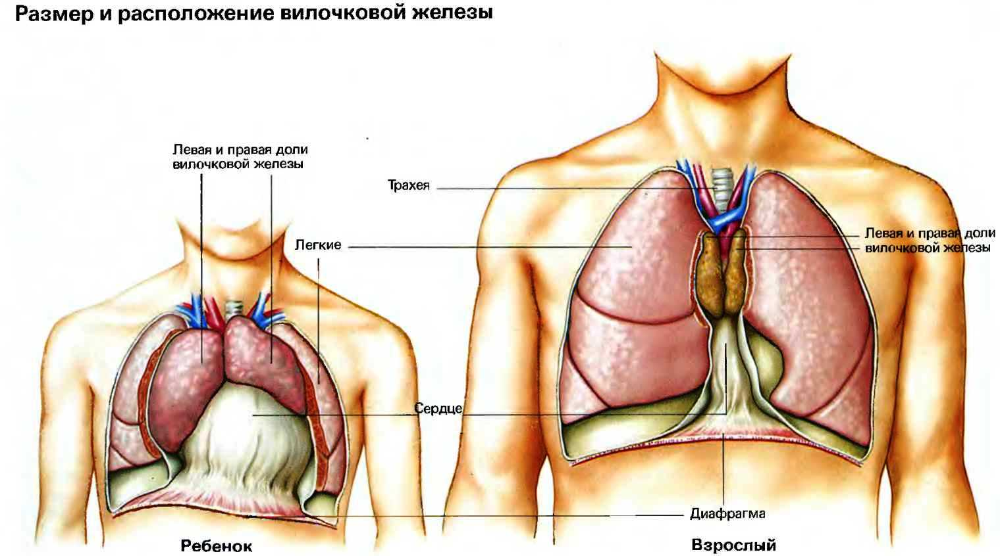 Размер и расположение вилочковой железы
Левая и правая доли
вилочковой железы
Трахея
Легкие
Левая и правая доли
вилочковой железы
Сердце
Диафрагма
Ребенок
Взрослый